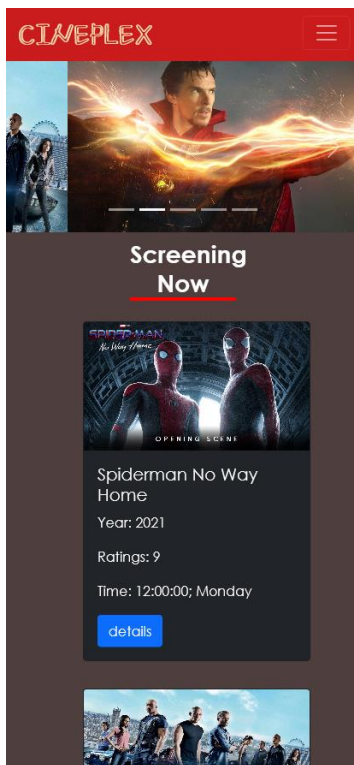 CINEPLEX
Screening
Now
SPIDER-MAN
No Way Home
OPENING SCENE
Spiderman No Way
Home
Year: 2021
Ratings: 9
Time: 12:00:00; Monday
details